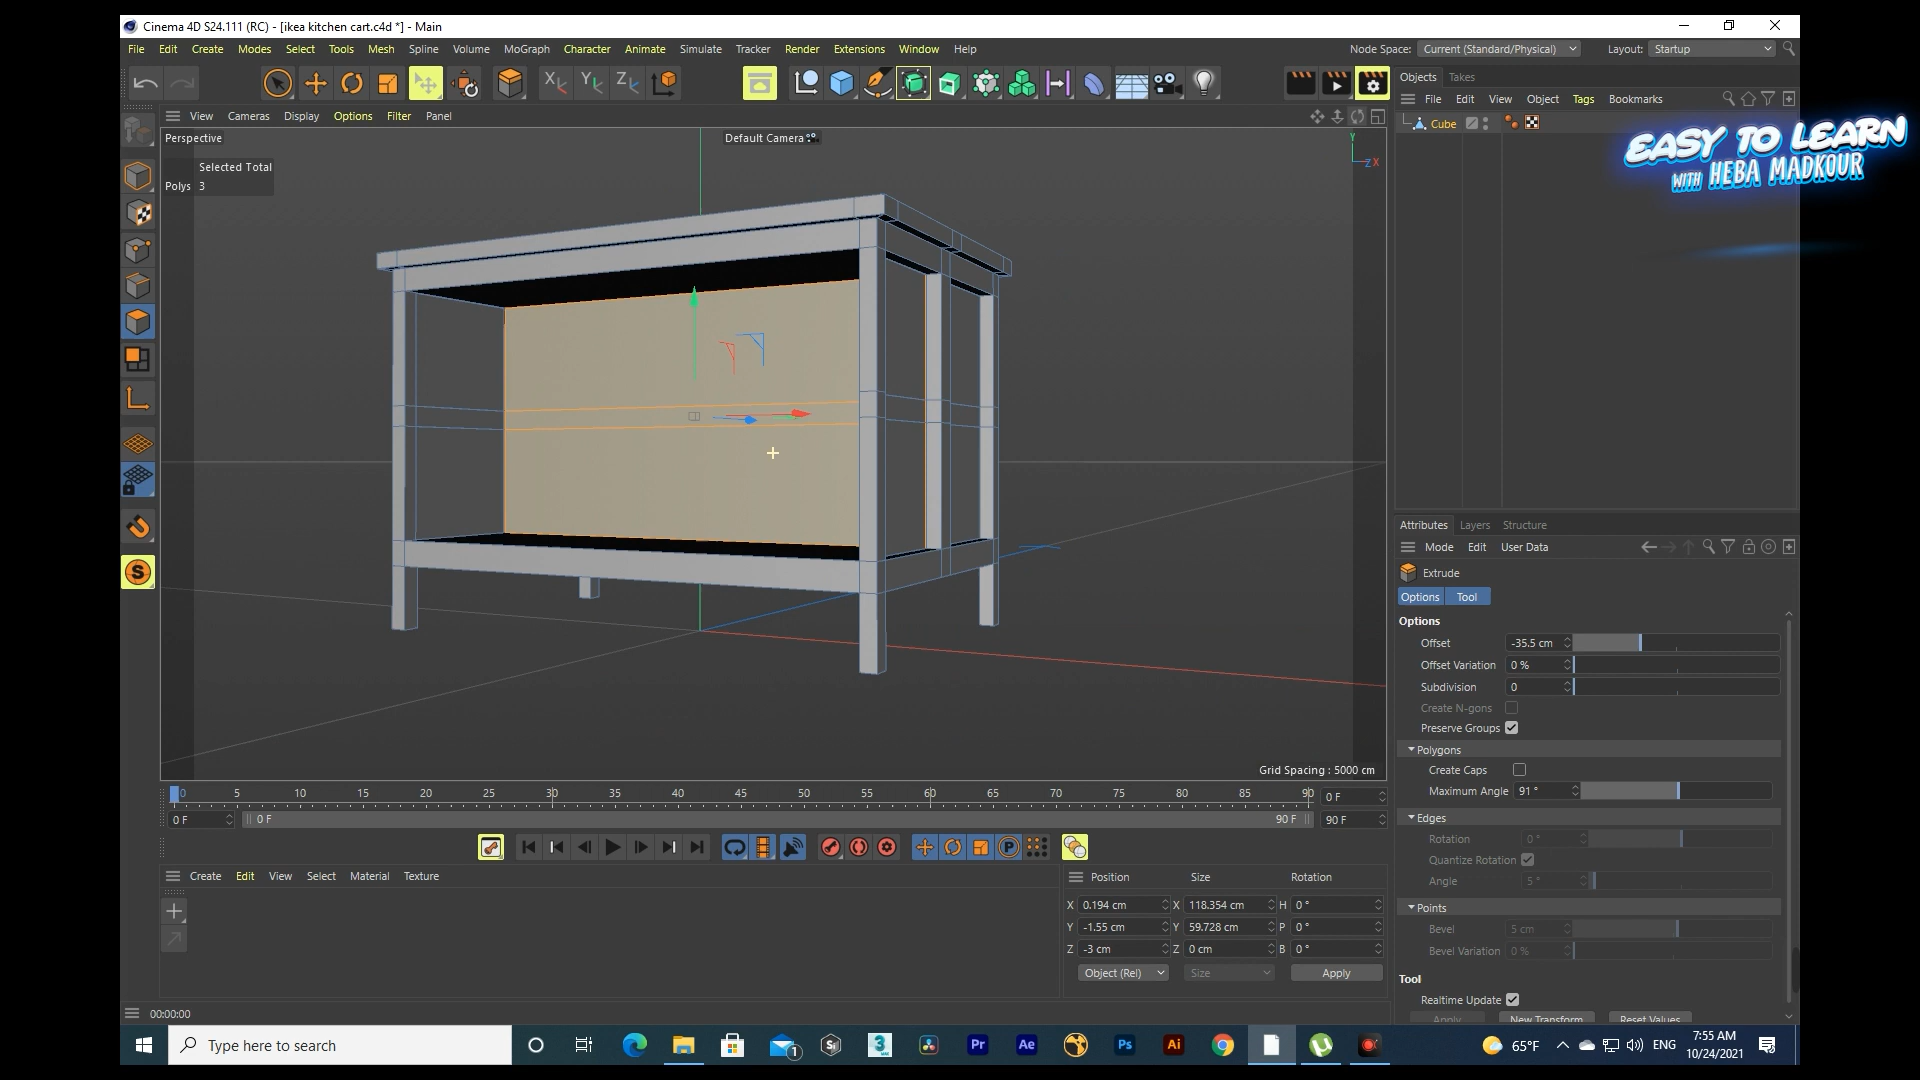 Cinema 4D S24.111 (RC) - [ikea kitchen cart.c4d *] - Main
File Edit Create Modes Select Tools Mesh Spline Volume MoGraph Character Animate Simulate Tracker Render Extensions Window Help
Node Space: Current (Standard/Physical) Layout: Startup
X Y Z
Objects Takes
File Edit View Object Tags Bookmarks
Cube
EASY TO LEARN
WITH HEBA MADKOUR
View Cameras Display Options Filter Panel
Perspective
Default Camera
Y
ZX
Selected Total
Polys 3
Grid Spacing : 5000 cm
Attributes Layers Structure
Mode Edit User Data
Extrude
Options Tool
Options
Offset -35.5 cm
Offset Variation 0 %
Subdivision 0
Create N-gons
Preserve Groups
Polygons
Create Caps
Maximum Angle 91 °
Edges
Rotation 0 °
Quantize Rotation
Angle 5 °
Points
Bevel 5 cm
Bevel Variation 0 %
Tool
Realtime Update
Apply New Transform Reset Values
0 5 10 15 20 25 30 35 40 45 50 55 60 65 70 75 80 85 90 0 F
0 F 0 F 90 F 90 F
P
Create Edit View Select Material Texture
Position Size Rotation
X 0.194 cm X 118.354 cm H 0 °
Y -1.55 cm Y 59.728 cm P 0 °
Z -3 cm Z 0 cm B 0 °
Object (Rel) Size Apply
S
00:00:00
Type here to search
1
Si
3
Pr
Ae
Ps
Ai
65°F
ENG
7:55 AM
10/24/2021